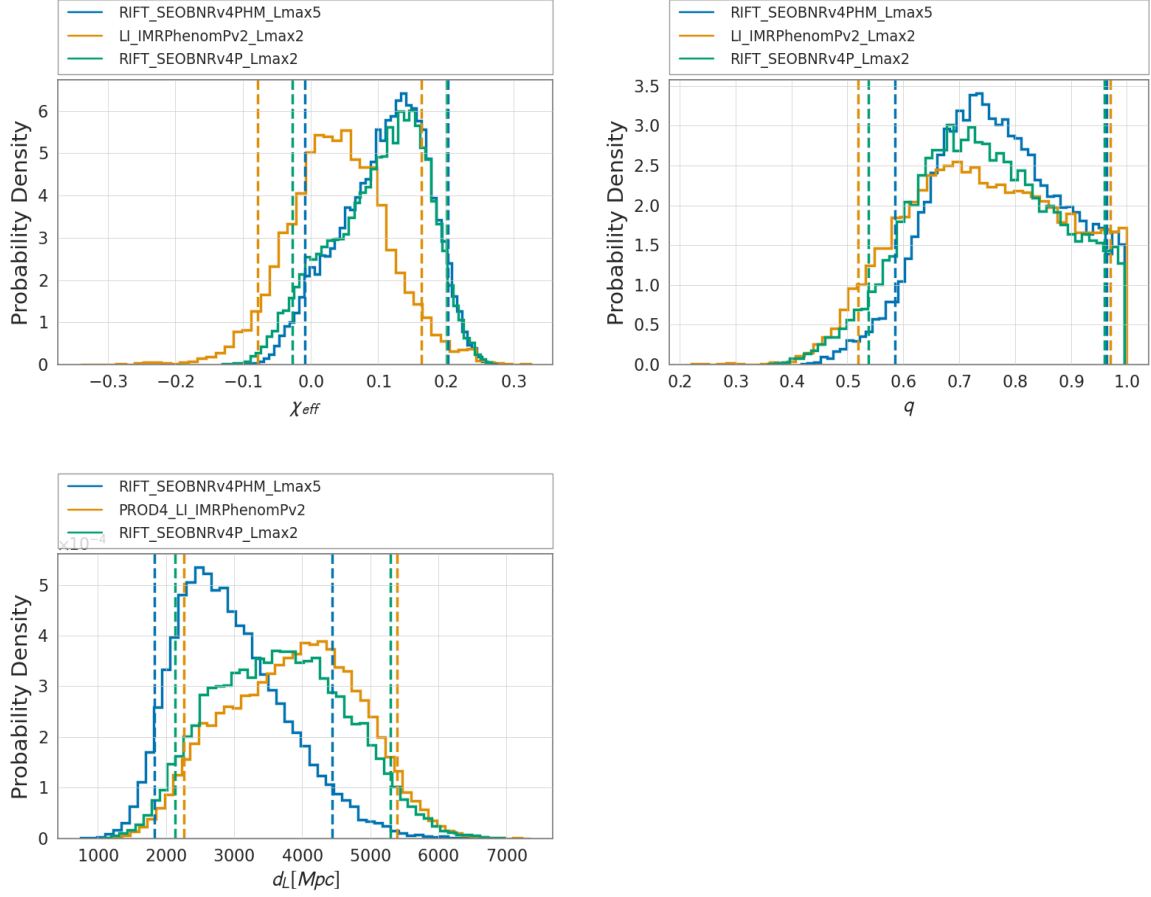 RIFT_SEOBNRv4PHM_Lmax5
LI_IMRPhenomPv2_Lmax2
RIFT_SEOBNRv4P_Lmax2
6
5
4
3
2
1
0
Probability Density
−0.3 −0.2 −0.1 0.0 0.1 0.2 0.3
χeff
RIFT_SEOBNRv4PHM_Lmax5
LI_IMRPhenomPv2_Lmax2
RIFT_SEOBNRv4P_Lmax2
3.5
3.0
2.5
2.0
1.5
1.0
0.5
0.0
Probability Density
0.2 0.3 0.4 0.5 0.6 0.7 0.8 0.9 1.0
q
RIFT_SEOBNRv4PHM_Lmax5
PROD4_LI_IMRPhenomPv2
RIFT_SEOBNRv4P_Lmax2
×10−4
5
4
3
2
1
0
Probability Density
1000 2000 3000 4000 5000 6000 7000
dL[Mpc]